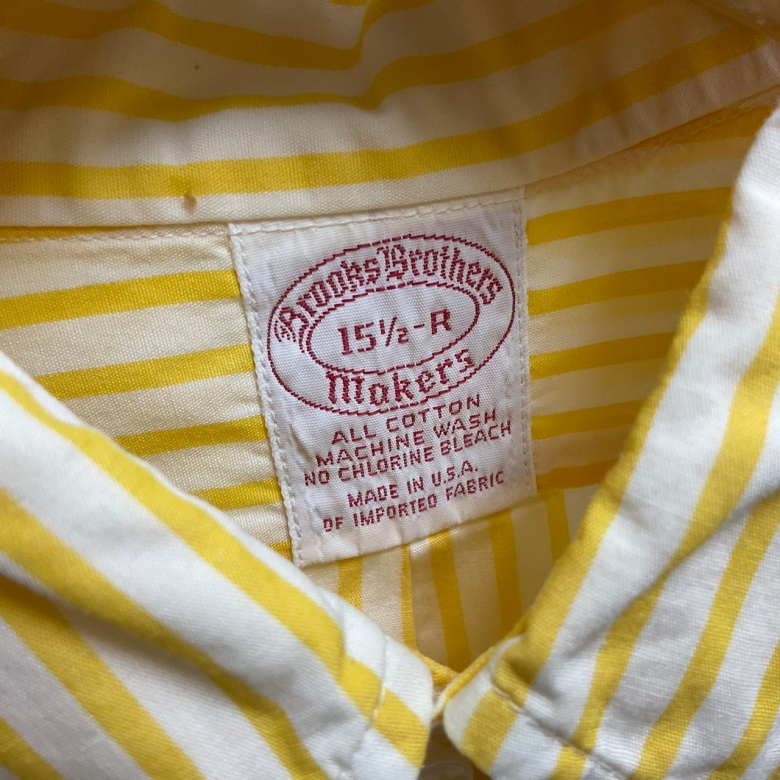 Brooks Brothers
15½-R
Makers
ALL COTTON
MACHINE WASH
NO CHLORINE BLEACH
MADE IN U.S.A.
OF IMPORTED FABRIC